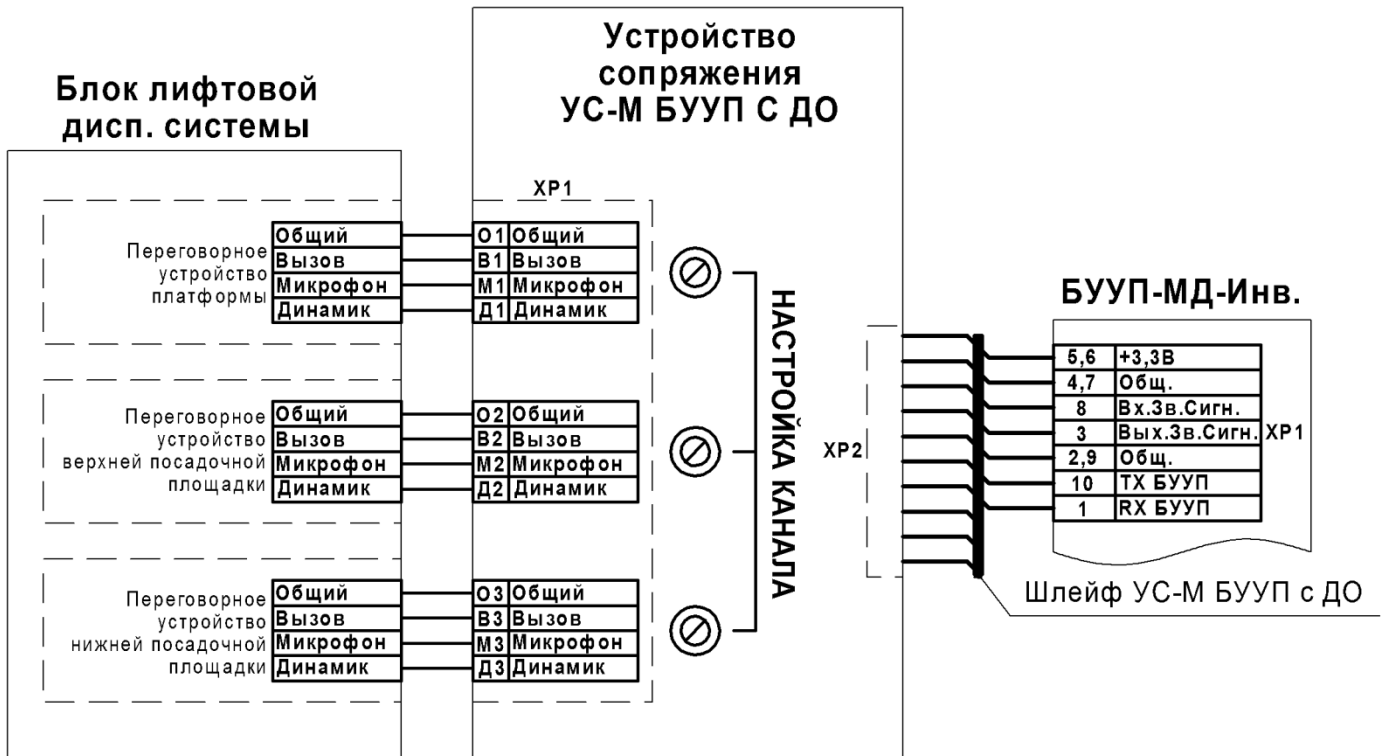 Блок лифтовой
дисп. системы
Переговорное
устройство
платформы
Общий
Вызов
Микрофон
Динамик
Переговорное
устройство
верхней посадочной
площадки
Общий
Вызов
Микрофон
Динамик
Переговорное
устройство
нижней посадочной
площадки
Общий
Вызов
Микрофон
Динамик
Устройство
сопряжения
УС-М БУУП С ДО
XP1
О1 Общий
В1 Вызов
М1 Микрофон
Д1 Динамик
О2 Общий
В2 Вызов
М2 Микрофон
Д2 Динамик
О3 Общий
В3 Вызов
М3 Микрофон
Д3 Динамик
НАСТРОЙКА КАНАЛА
XP2
БУУП-МД-Инв.
5,6 +3,3В
4,7 Общ.
8 Вх.Зв.Сигн.
3 Вых.Зв.Сигн.
2,9 Общ.
10 TX БУУП
1 RX БУУП
XP1
Шлейф УС-М БУУП с ДО